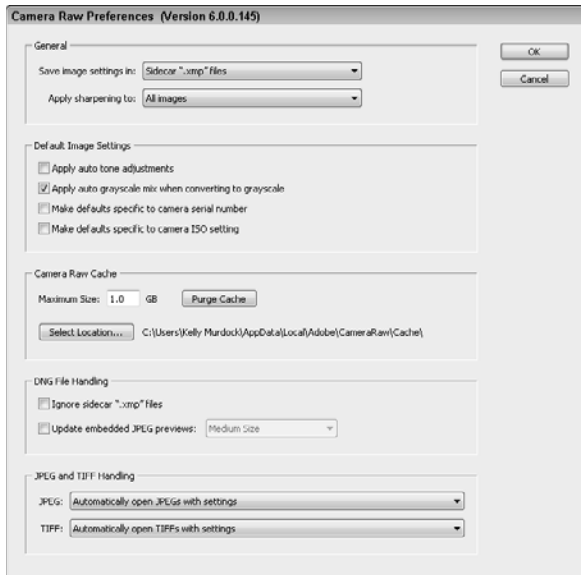 Camera Raw Preferences (Version 6.0.0.145)
General
Save image settings in: Sidecar ".xmp" files
Apply sharpening to: All images
OK
Cancel
Default Image Settings
Apply auto tone adjustments
Apply auto grayscale mix when converting to grayscale
Make defaults specific to camera serial number
Make defaults specific to camera ISO setting
Camera Raw Cache
Maximum Size: 1.0 GB Purge Cache
Select Location... C:\Users\Kelly Murdock\AppData\Local\Adobe\CameraRaw\Cache\
DNG File Handling
Ignore sidecar ".xmp" files
Update embedded JPEG previews: Medium Size
JPEG and TIFF Handling
JPEG: Automatically open JPEGs with settings
TIFF: Automatically open TIFFs with settings